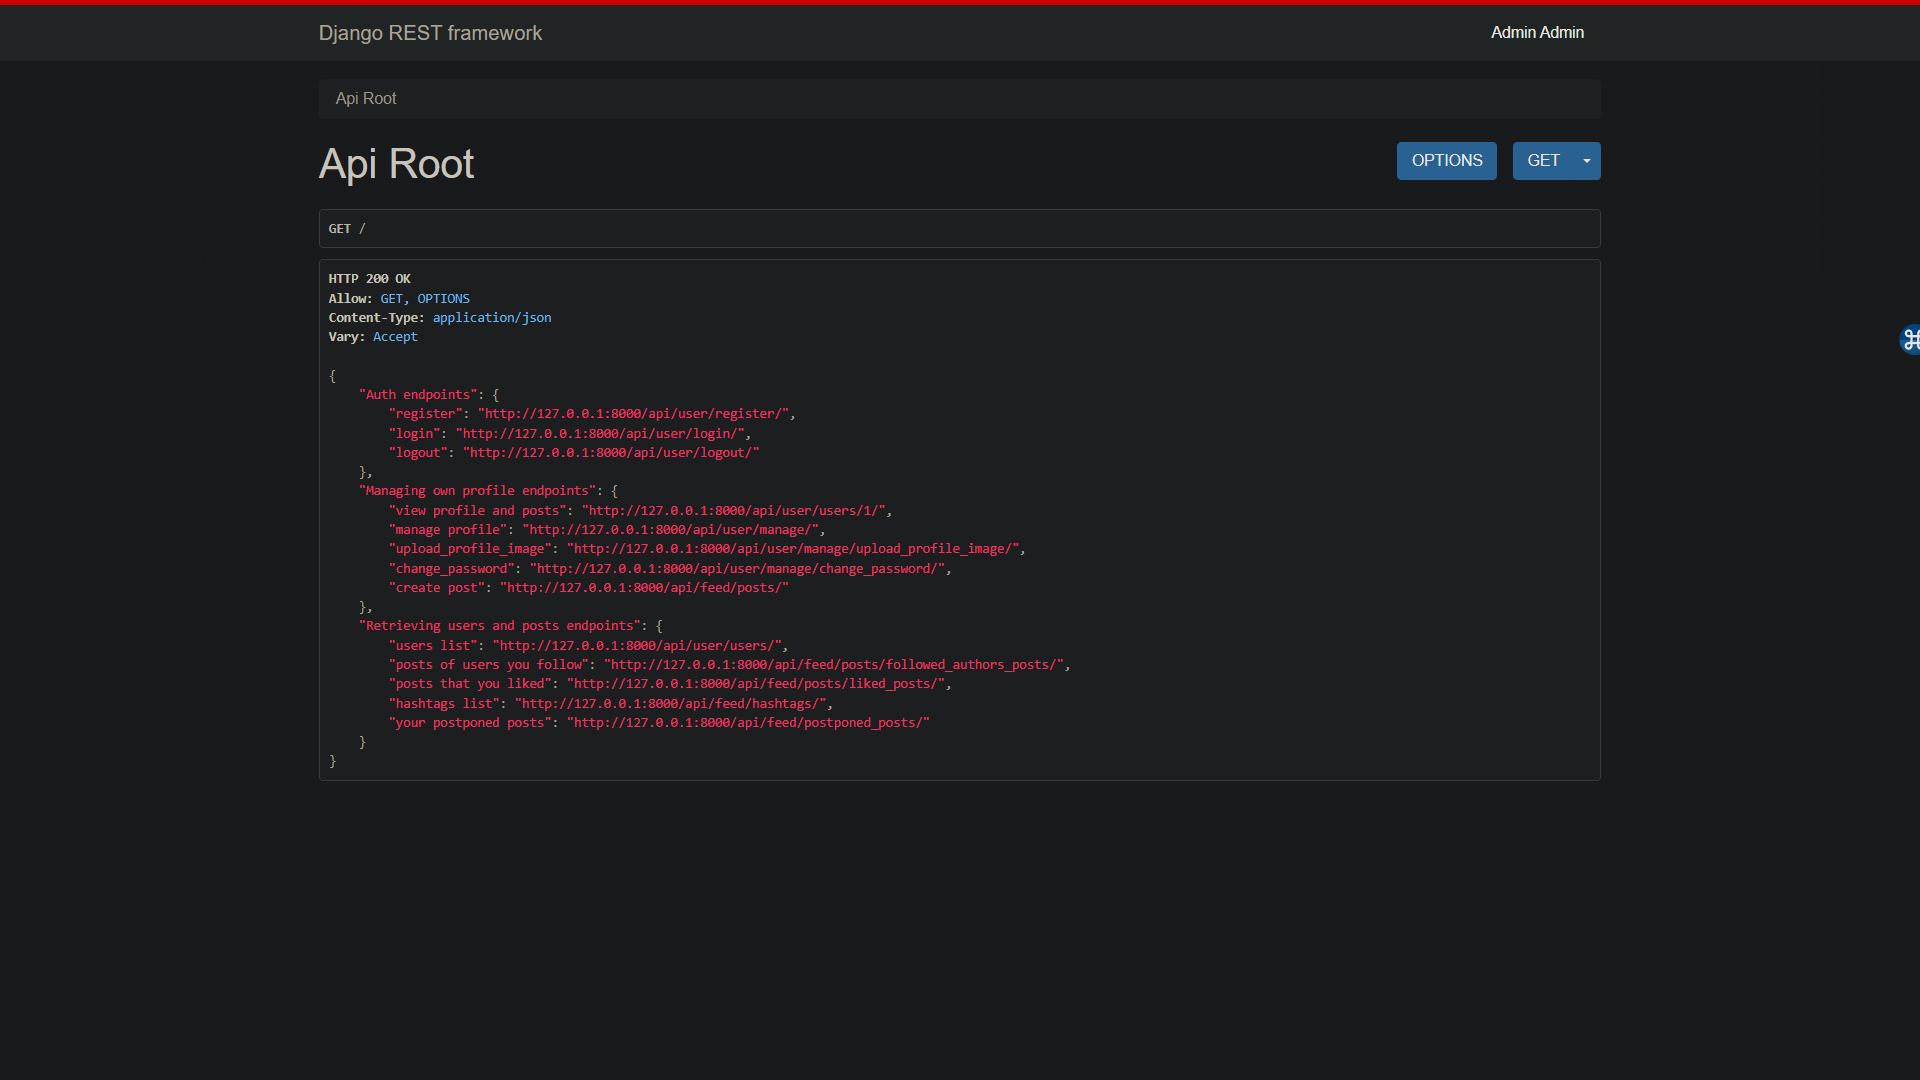 Django REST framework
Admin Admin
Api Root
Api Root
OPTIONS
GET
GET /
HTTP 200 OK
Allow: GET, OPTIONS
Content-Type: application/json
Vary: Accept
{
    "Auth endpoints": {
        "register": "http://127.0.0.1:8000/api/user/register/",
        "login": "http://127.0.0.1:8000/api/user/login/",
        "logout": "http://127.0.0.1:8000/api/user/logout/"
    },
    "Managing own profile endpoints": {
        "view profile and posts": "http://127.0.0.1:8000/api/user/users/1/",
        "manage profile": "http://127.0.0.1:8000/api/user/manage/",
        "upload_profile_image": "http://127.0.0.1:8000/api/user/manage/upload_profile_image/",
        "change_password": "http://127.0.0.1:8000/api/user/manage/change_password/",
        "create post": "http://127.0.0.1:8000/api/feed/posts/"
    },
    "Retrieving users and posts endpoints": {
        "users list": "http://127.0.0.1:8000/api/user/users/",
        "posts of users you follow": "http://127.0.0.1:8000/api/feed/posts/followed_authors_posts/",
        "posts that you liked": "http://127.0.0.1:8000/api/feed/posts/liked_posts/",
        "hashtags list": "http://127.0.0.1:8000/api/feed/hashtags/",
        "your postponed posts": "http://127.0.0.1:8000/api/feed/postponed_posts/"
    }
}